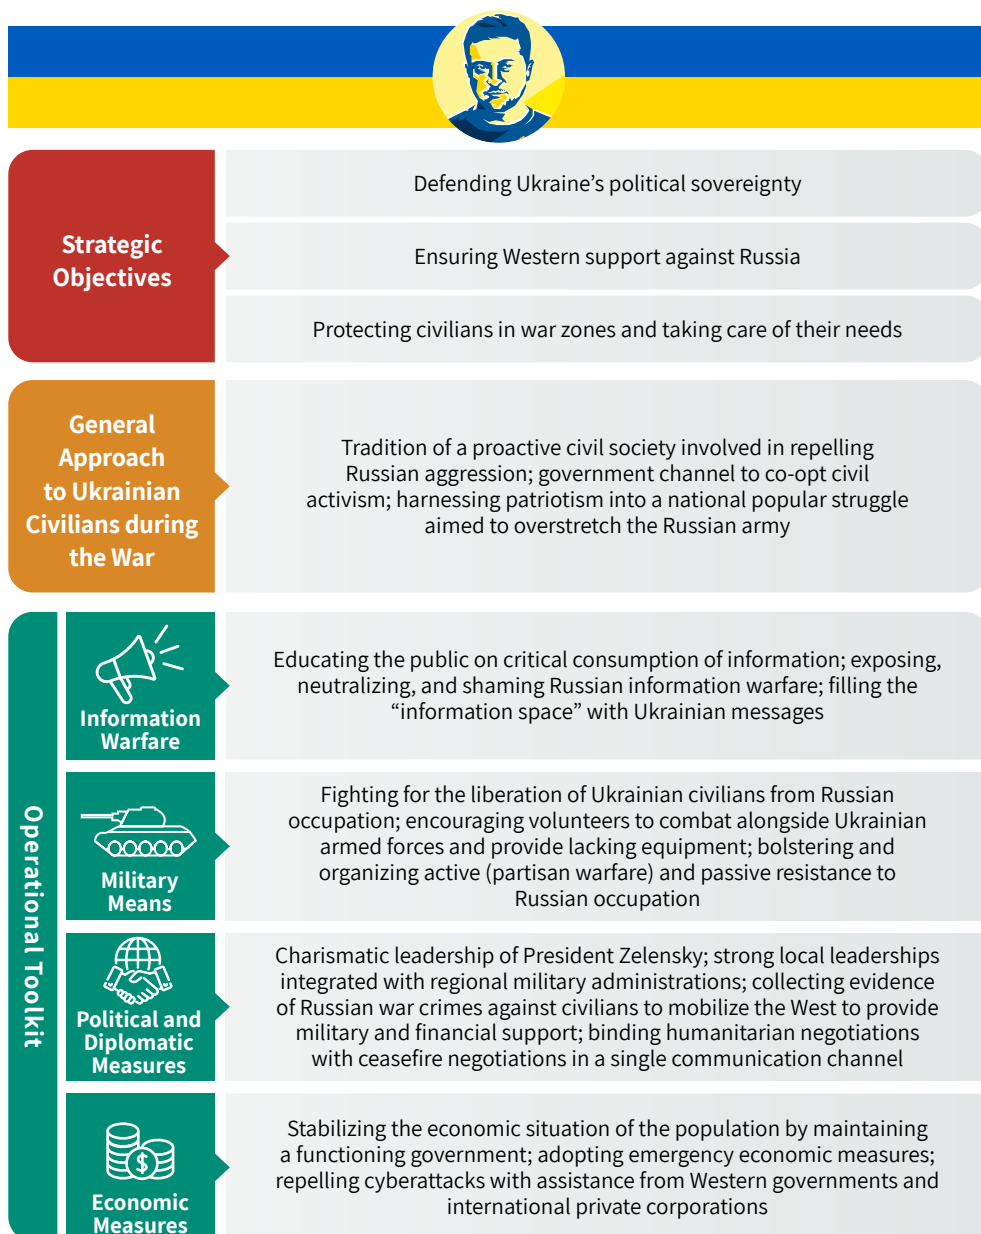 Strategic
Objectives
Defending Ukraine’s political sovereignty
Ensuring Western support against Russia
Protecting civilians in war zones and taking care of their needs
General
Approach
to Ukrainian
Civilians during
the War
Tradition of a proactive civil society involved in repelling
Russian aggression; government channel to co-opt civil
activism; harnessing patriotism into a national popular struggle
aimed to overstretch the Russian army
Operational Toolkit
Information
Warfare
Educating the public on critical consumption of information; exposing,
neutralizing, and shaming Russian information warfare; filling the
“information space” with Ukrainian messages
Military
Means
Fighting for the liberation of Ukrainian civilians from Russian
occupation; encouraging volunteers to combat alongside Ukrainian
armed forces and provide lacking equipment; bolstering and
organizing active (partisan warfare) and passive resistance to
Russian occupation
Political and
Diplomatic
Measures
Charismatic leadership of President Zelensky; strong local leaderships
integrated with regional military administrations; collecting evidence
of Russian war crimes against civilians to mobilize the West to provide
military and financial support; binding humanitarian negotiations
with ceasefire negotiations in a single communication channel
$
Economic
Measures
Stabilizing the economic situation of the population by maintaining
a functioning government; adopting emergency economic measures;
repelling cyberattacks with assistance from Western governments and
international private corporations